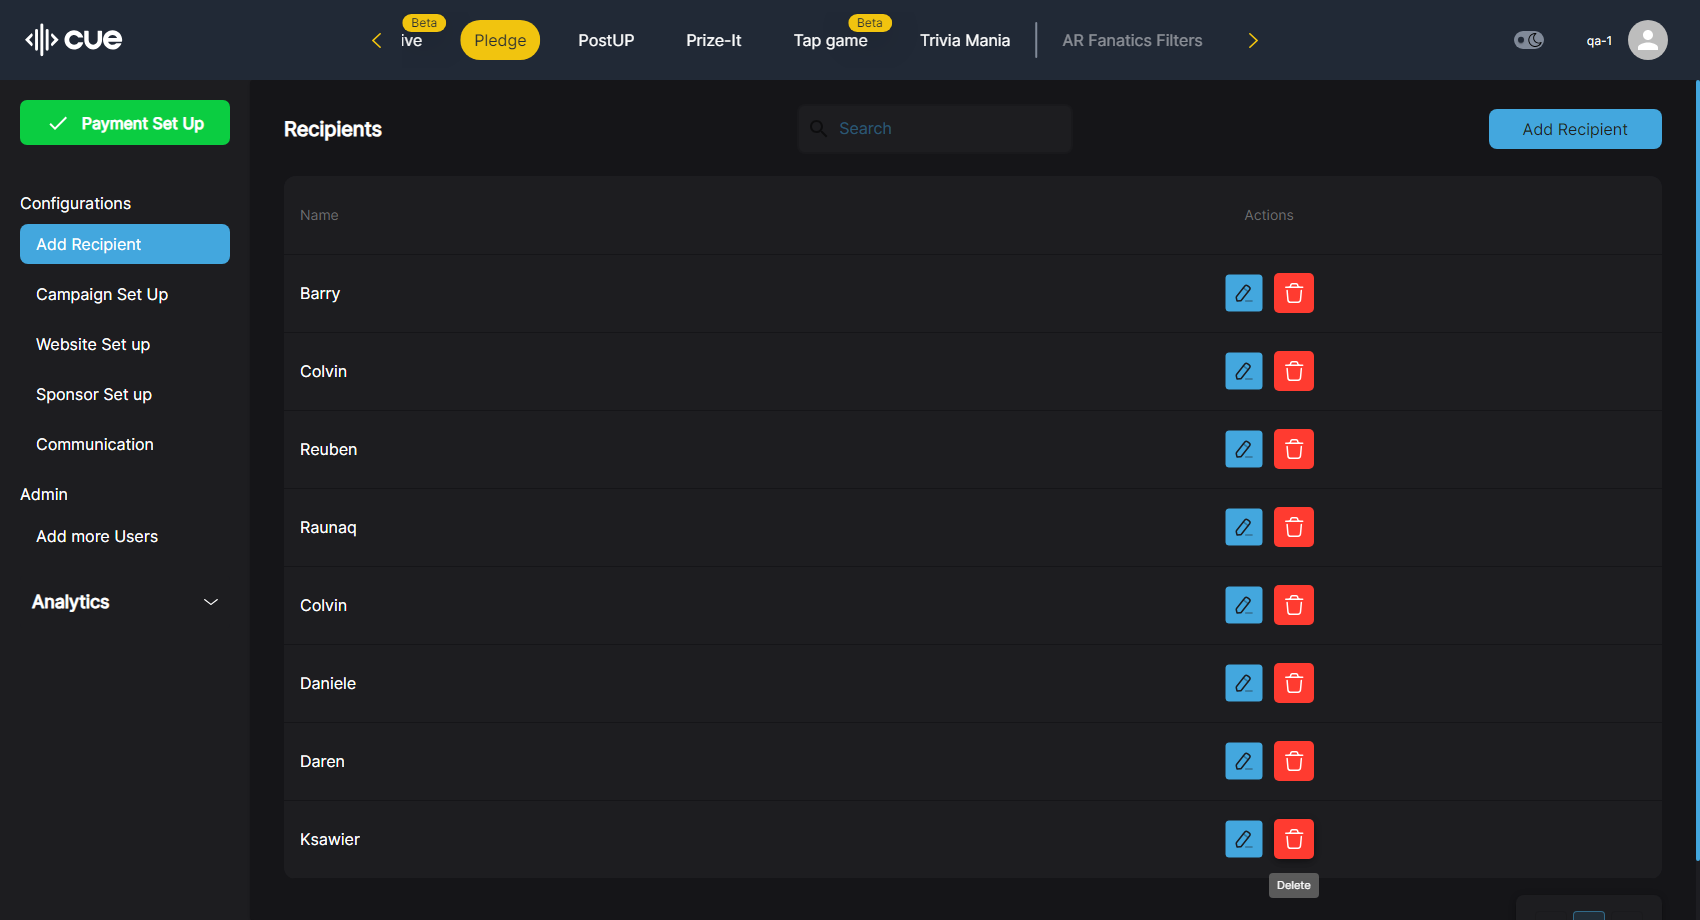 cue
Beta
ive
Pledge
PostUP
Prize-It
Beta
Tap game
Trivia Mania
AR Fanatics Filters
qa-1
Payment Set Up
Configurations
Add Recipient
Campaign Set Up
Website Set up
Sponsor Set up
Communication
Admin
Add more Users
Analytics
Recipients
Search
Add Recipient
Name
Actions
Barry
Colvin
Reuben
Raunaq
Colvin
Daniele
Daren
Ksawier
Delete